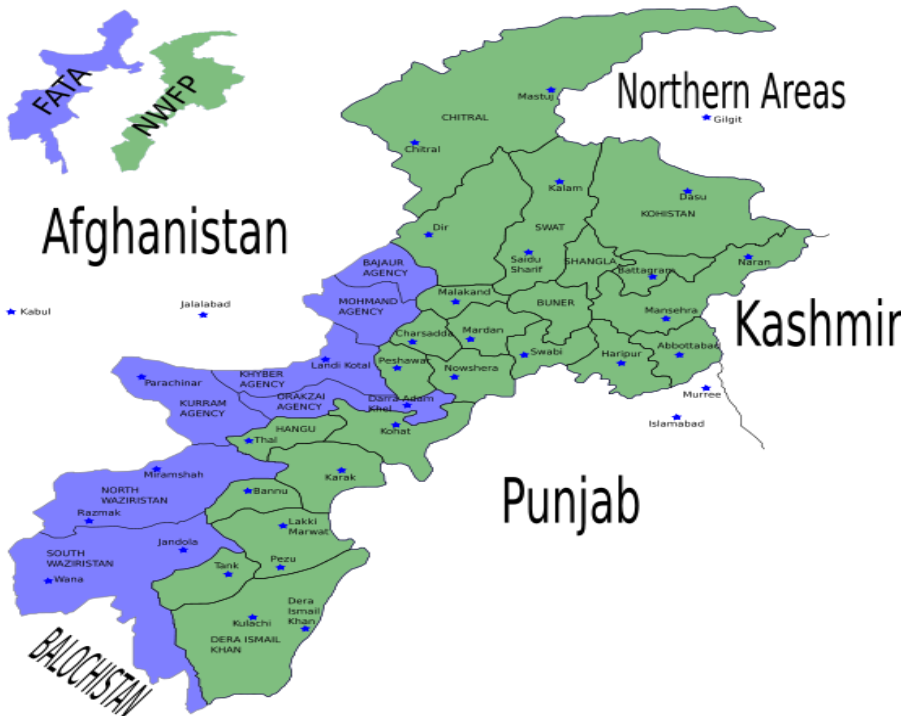 FATA
NWFP
Northern Areas
Mastuj
CHITRAL
Gilgit
Chitral
Kalam
Dasu
KOHISTAN
Afghanistan
Dir
SWAT
BAJAUR
AGENCY
Saidu
Sharif
SHANGLA
Naran
Battagram
Malakand
MOHMAND
AGENCY
BUNER
Kabul
Jalalabad
Mansehra
Kashmir
Charsadda
Mardan
Landi Kotal
Peshawar
Swabi
Haripur
Abbottabad
KHYBER
AGENCY
Nowshera
Parachinar
KURRAM
AGENCY
ORAKZAI
AGENCY
Darra Adam
Khel
Murree
Islamabad
HANGU
Thal
Kohat
Miramshah
Karak
NORTH
WAZIRISTAN
Bannu
Punjab
Razmak
Lakki
Marwat
Jandola
SOUTH
WAZIRISTAN
Pezu
Tank
Wana
Dera
Ismail
Khan
Kulachi
DERA ISMAIL
KHAN
BALOCHISTAN